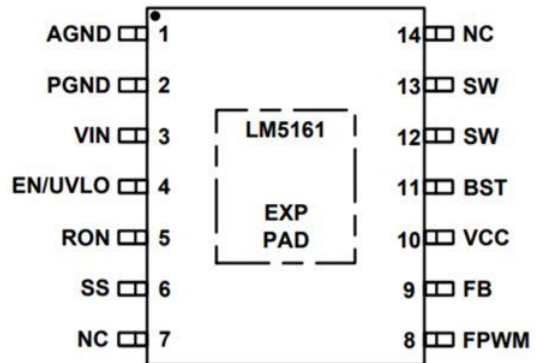 AGND 1 14 NC
PGND 2 13 SW
VIN 3 LM5161 12 SW
EN/UVLO 4 11 BST
EXP
RON 5 PAD 10 VCC
SS 6 9 FB
NC 7 8 FPWM